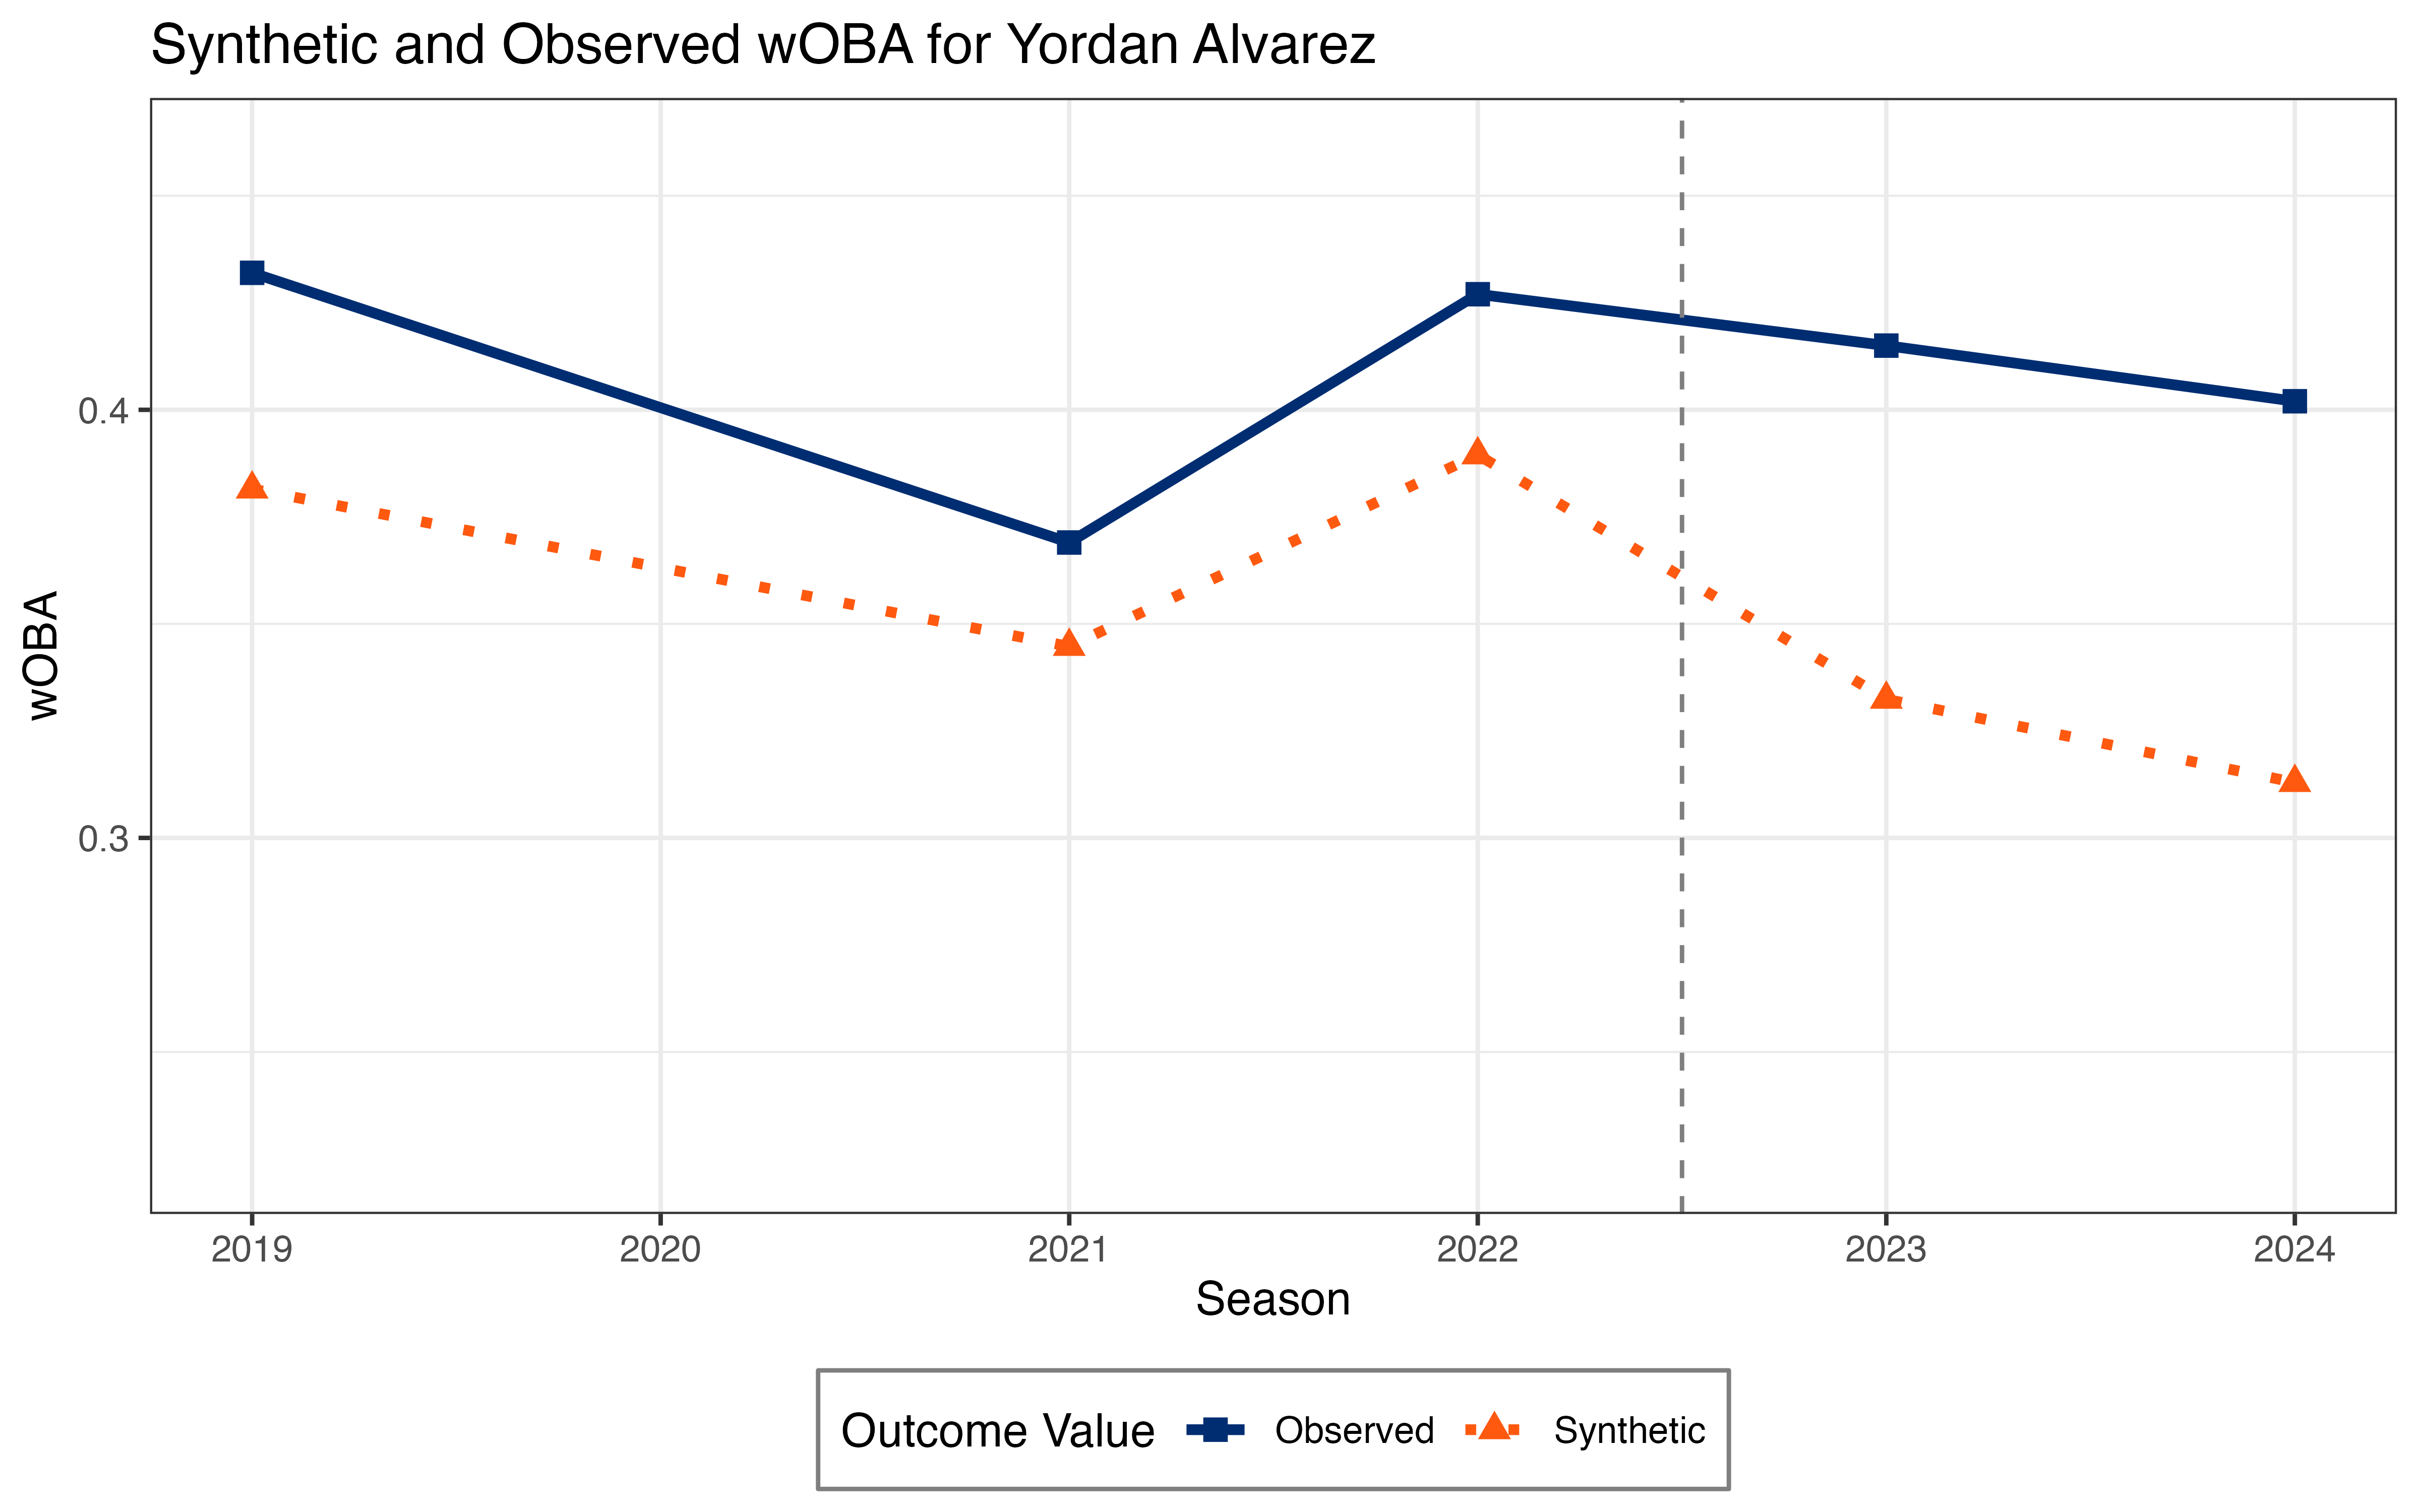 Synthetic and Observed wOBA for Yordan Alvarez
wOBA
0.4
0.3
2019 2020 2021 2022 2023 2024
Season
Outcome Value Observed Synthetic